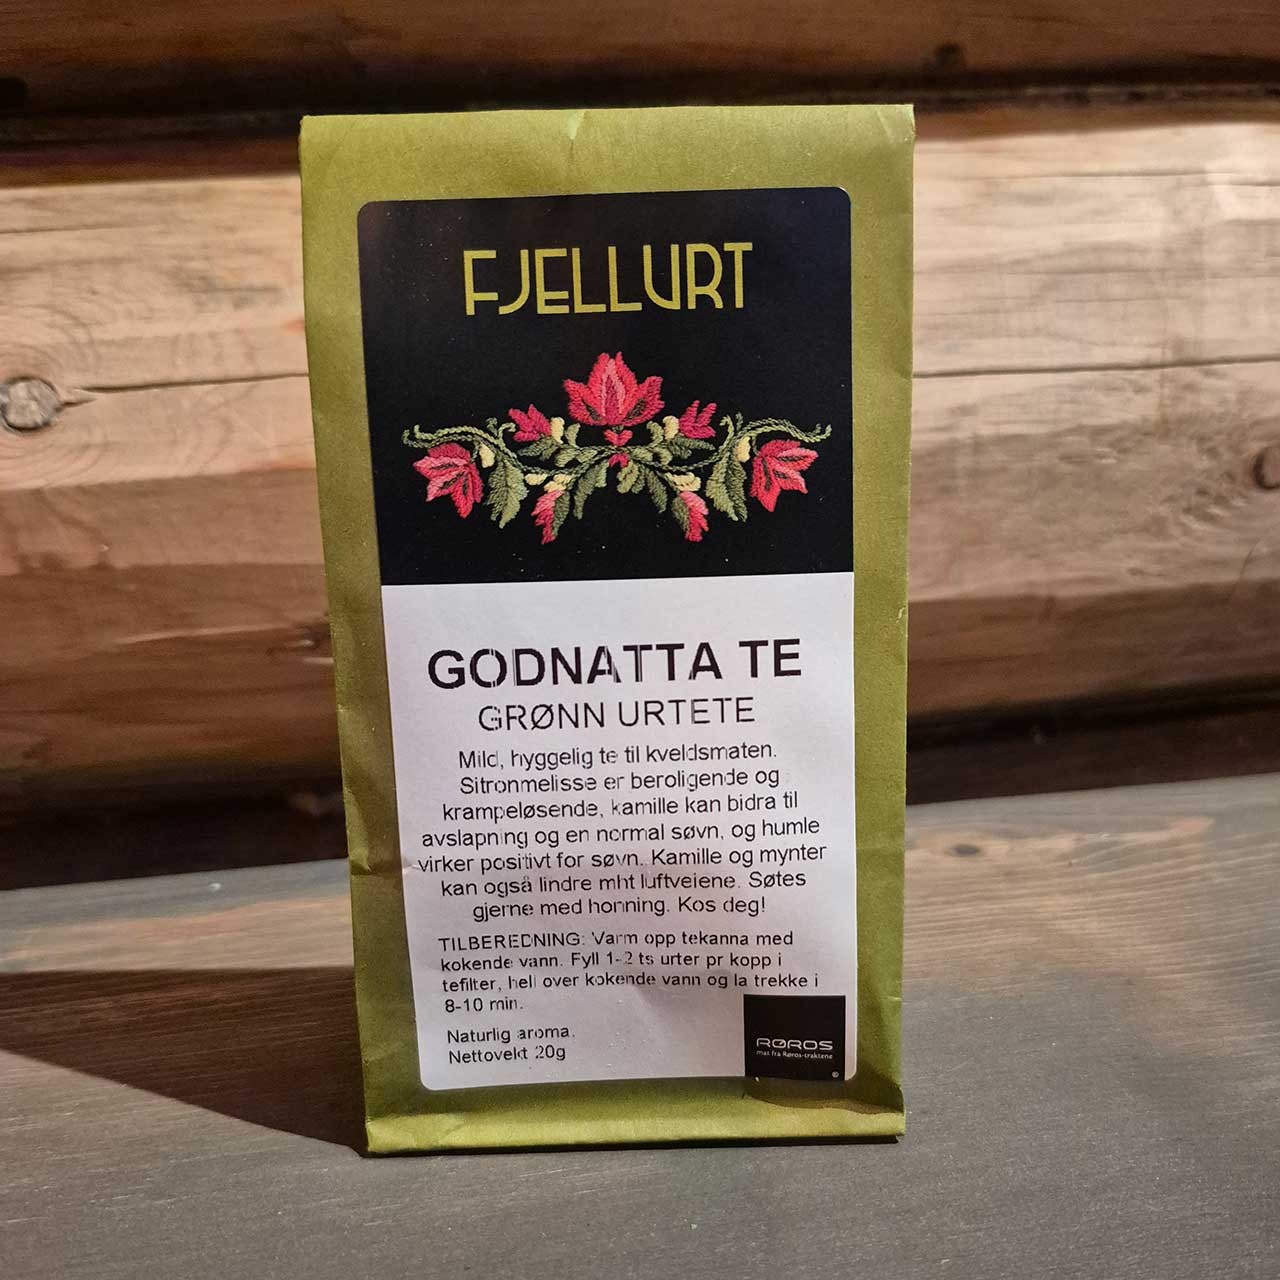 FJELLURT
GODNATTA TE
GRØNN URTETE
Mild, hyggelig te til kveldsmaten.
Sitronmelisse er beroligende og
krampeløsende, kamille kan bidra til
avslapning og en normal søvn, og humle
virker positivt for søvn. Kamille og mynter
kan også lindre mht luftveiene. Søtes
gjerne med honning. Kos deg!
TILBEREDNING: Varm opp tekanna med
kokende vann. Fyll 1-2 ts urter pr kopp i
tefilter, hell over kokende vann og la trekke i
8-10 min.
Naturlig aroma.
Nettovekt 20g
RØROS
mat fra Røros-traktene
®